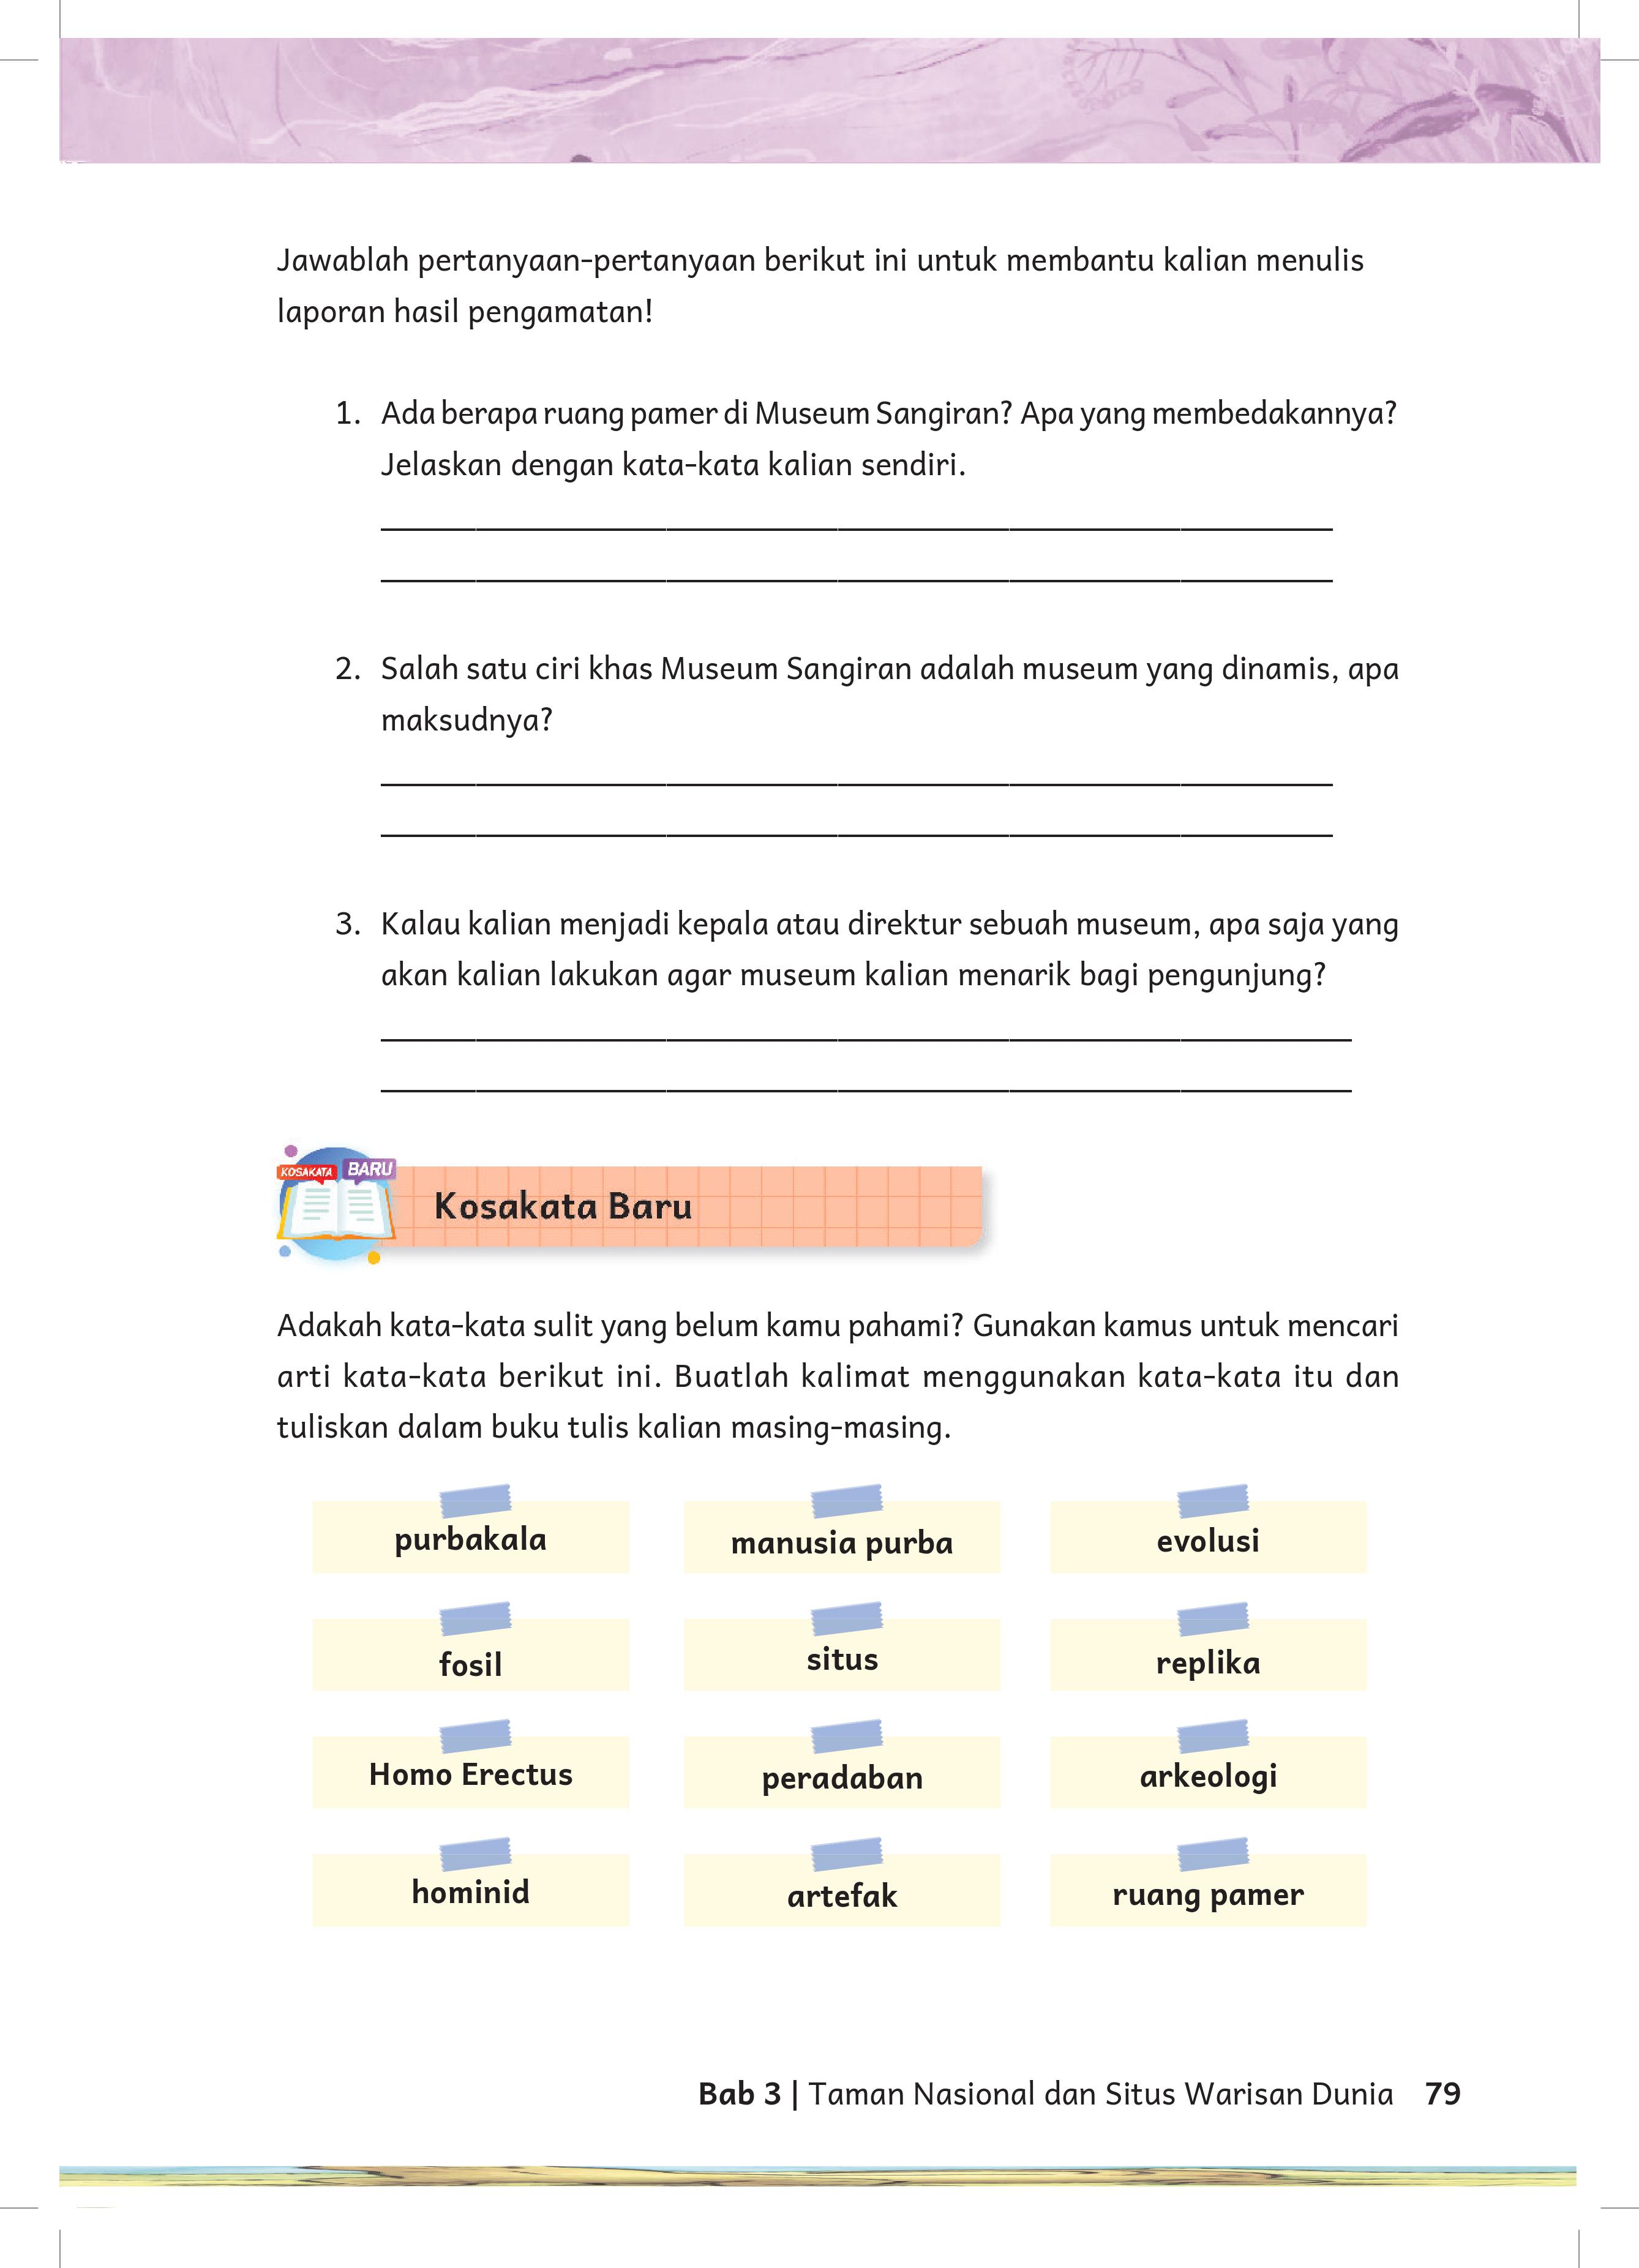 Jawablah pertanyaan-pertanyaan berikut ini untuk membantu kalian menulis
laporan hasil pengamatan!
1. Ada berapa ruang pamer di Museum Sangiran? Apa yang membedakannya?
Jelaskan dengan kata-kata kalian sendiri.
2. Salah satu ciri khas Museum Sangiran adalah museum yang dinamis, apa
maksudnya?
3. Kalau kalian menjadi kepala atau direktur sebuah museum, apa saja yang
akan kalian lakukan agar museum kalian menarik bagi pengunjung?
KOSAKATA BARU
Kosakata Baru
Adakah kata-kata sulit yang belum kamu pahami? Gunakan kamus untuk mencari
arti kata-kata berikut ini. Buatlah kalimat menggunakan kata-kata itu dan
tuliskan dalam buku tulis kalian masing-masing.
purbakala
manusia purba
evolusi
fosil
situs
replika
Homo Erectus
peradaban
arkeologi
hominid
artefak
ruang pamer
Bab 3 | Taman Nasional dan Situs Warisan Dunia 79